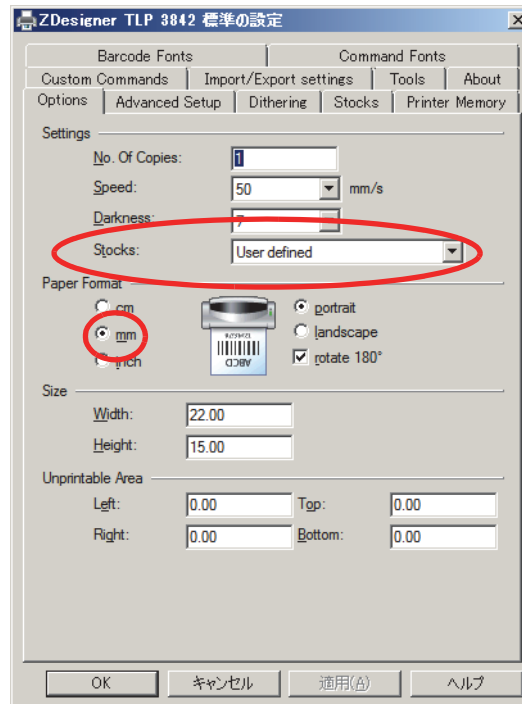 ZDesigner TLP 3842 標準の設定
Barcode Fonts Command Fonts
Custom Commands Import/Export settings Tools About
Options Advanced Setup Dithering Stocks Printer Memory
Settings
No. Of Copies: 1
Speed: 50 mm/s
Darkness: 7
Stocks: User defined
Paper Format
cm portrait
mm landscape
inch rotate 180°
ABCD
Size
Width: 22.00
Height: 15.00
Unprintable Area
Left: 0.00 Top: 0.00
Right: 0.00 Bottom: 0.00
OK キャンセル 適用(A) ヘルプ